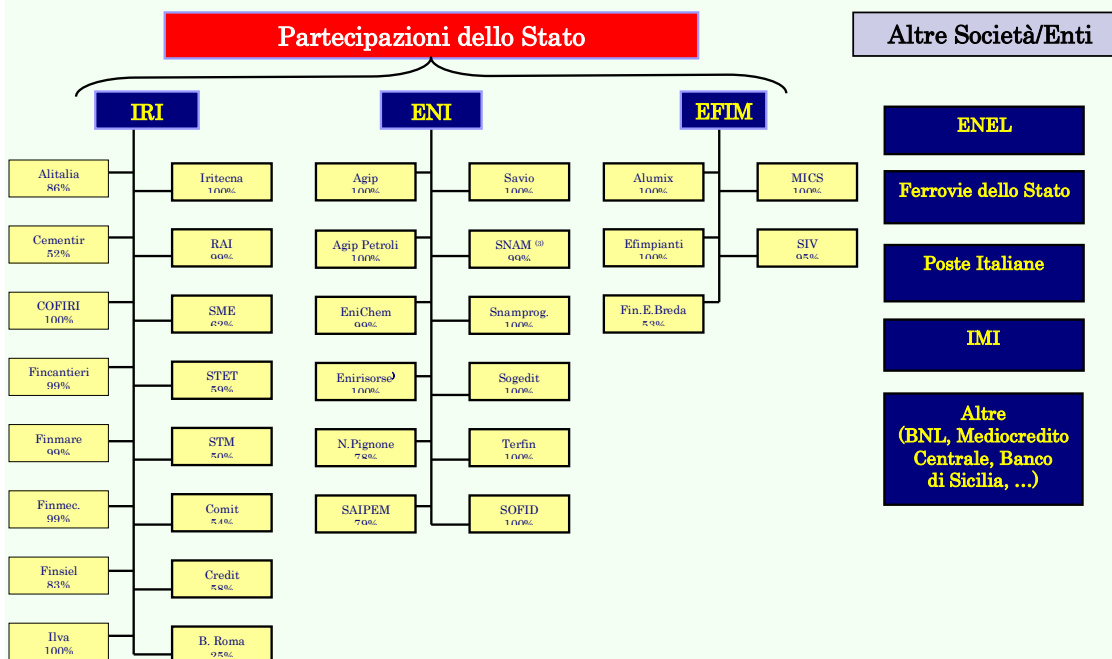 Partecipazioni dello Stato
Altre Società/Enti
IRI
ENI
EFIM
Alitalia
86%
Iritecna
100%
Cementir
52%
RAI
99%
COFIRI
100%
SME
62%
Fincantieri
99%
STET
59%
Finmare
99%
STM
50%
Finmec.
99%
Comit
54%
Finsiel
83%
Credit
58%
Ilva
100%
B. Roma
25%
Agip
100%
Savio
100%
Agip Petroli
100%
SNAM (3)
99%
EniChem
99%
Snamprog.
100%
Enirisorse)
100%
Sogedit
100%
N.Pignone
78%
Terfin
100%
SAIPEM
79%
SOFID
100%
Alumix
100%
MICS
100%
Efimpianti
100%
SIV
95%
Fin.E.Breda
53%
ENEL
Ferrovie dello Stato
Poste Italiane
IMI
Altre
(BNL, Mediocredito
Centrale, Banco
di Sicilia, …)